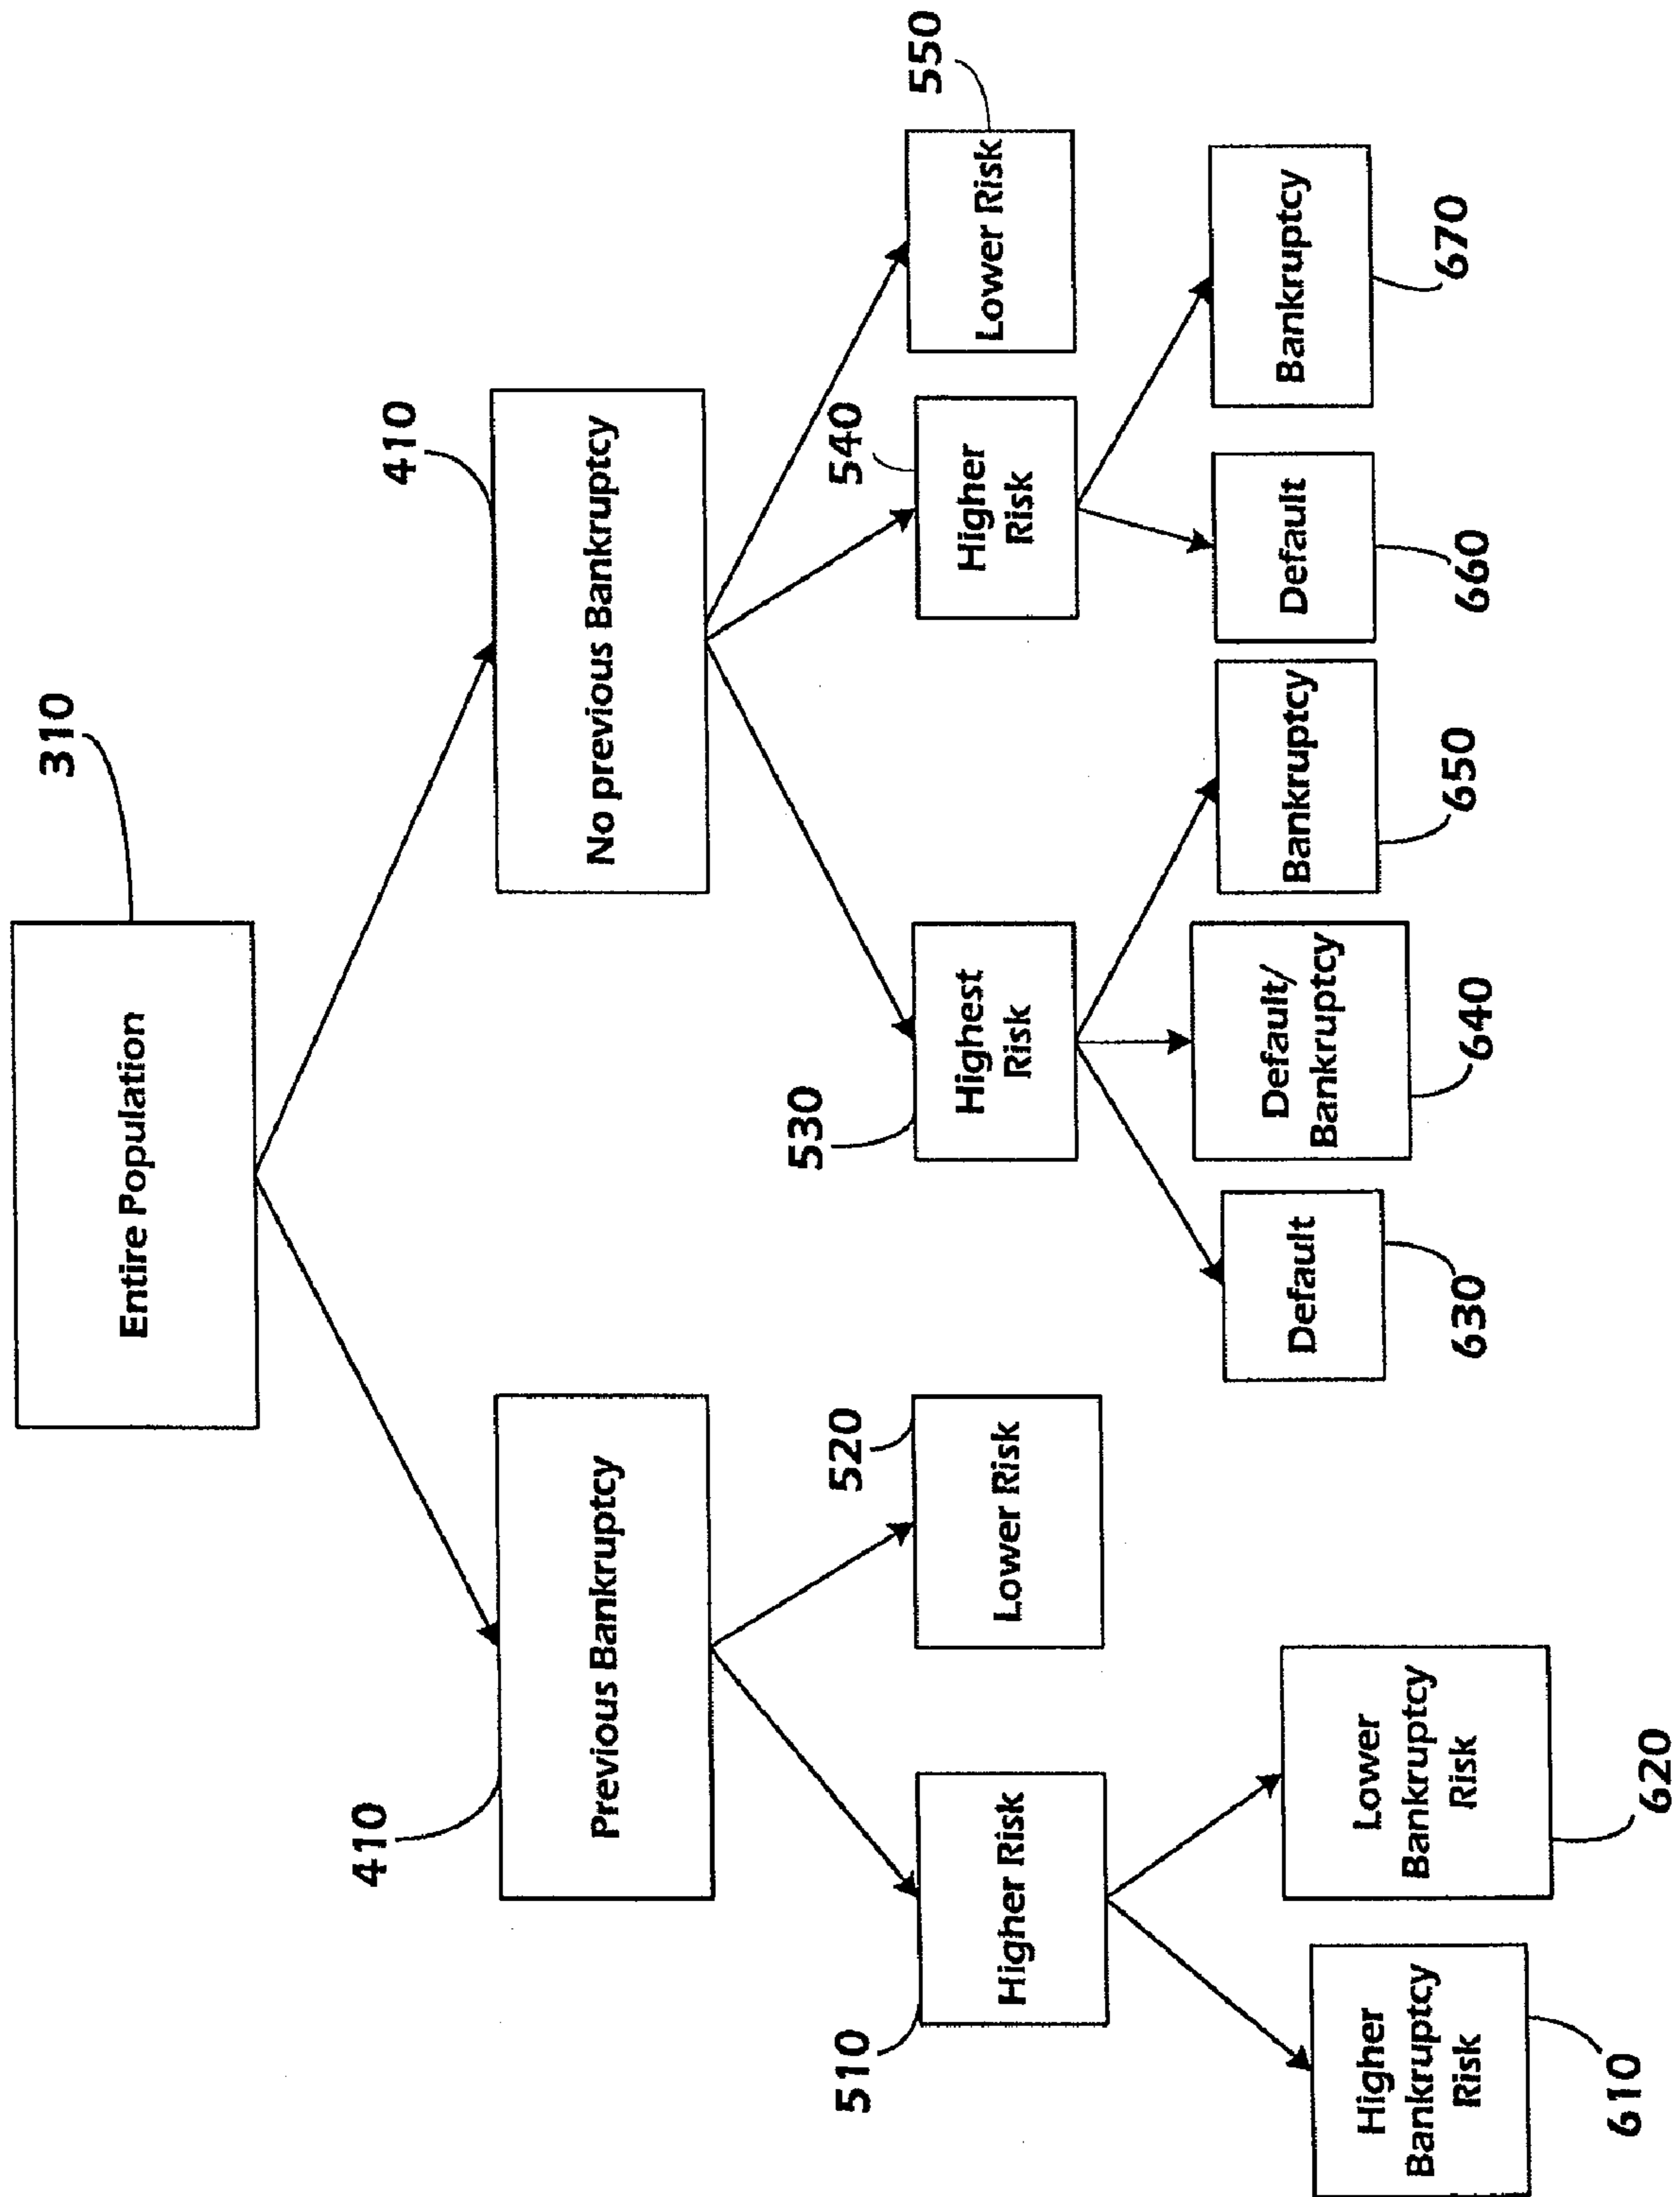 310
Entire Population
410
Previous Bankruptcy
410
No previous Bankruptcy
510
Higher Risk
520
Lower Risk
530
Highest
Risk
540
Higher
Risk
550
Lower Risk
Higher
Bankruptcy
Risk
610
Lower
Bankruptcy
Risk
620
Default
630
Default/
Bankruptcy
640
Bankruptcy
650
Default
660
Bankruptcy
670